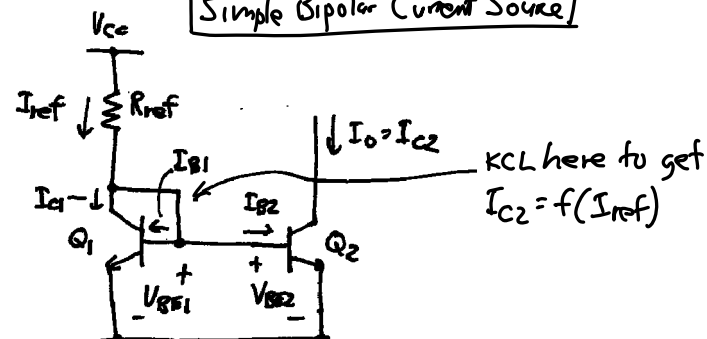 Simple Bipolar Current Source
Vcc
Iref
Rref
Io = Ic2
IB1
KCL here to get
Ic2 = f(Iref)
Ic1
IB2
Q1
Q2
+
+
VBE1
VBE2
-
-